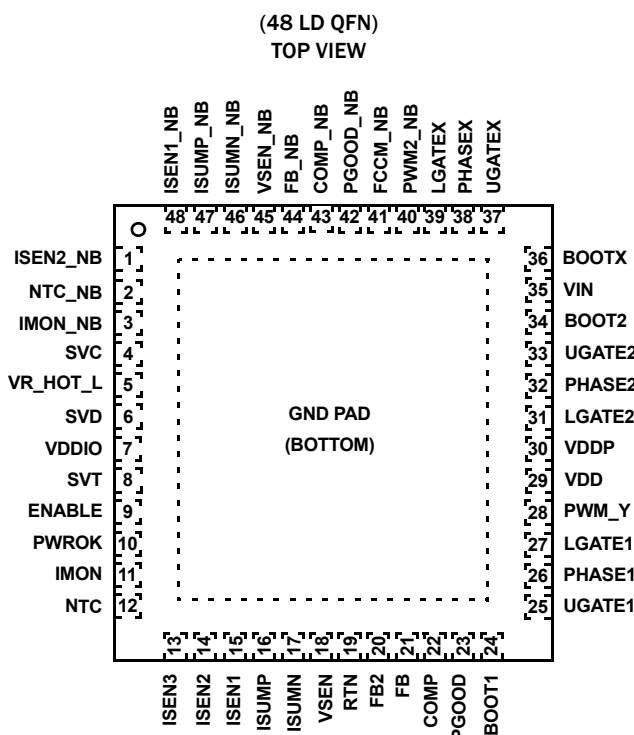 (48 LD QFN)
TOP VIEW
ISEN1_NB
ISUMP_NB
ISUMN_NB
VSEN_NB
FB_NB
COMP_NB
PGOOD_NB
FCCM_NB
PWM2_NB
LGATEX
PHASEX
UGATEX
48 47 46 45 44 43 42 41 40 39 38 37
ISEN2_NB 1
NTC_NB 2
IMON_NB 3
SVC 4
VR_HOT_L 5
SVD 6
VDDIO 7
SVT 8
ENABLE 9
PWROK 10
IMON 11
NTC 12
GND PAD
(BOTTOM)
36 BOOTX
35 VIN
34 BOOT2
33 UGATE2
32 PHASE2
31 LGATE2
30 VDDP
29 VDD
28 PWM_Y
27 LGATE1
26 PHASE1
25 UGATE1
13 14 15 16 17 18 19 20 21 22 23 24
ISEN3
ISEN2
ISEN1
ISUMP
ISUMN
VSEN
RTN
FB2
FB
COMP
PGOOD
BOOT1